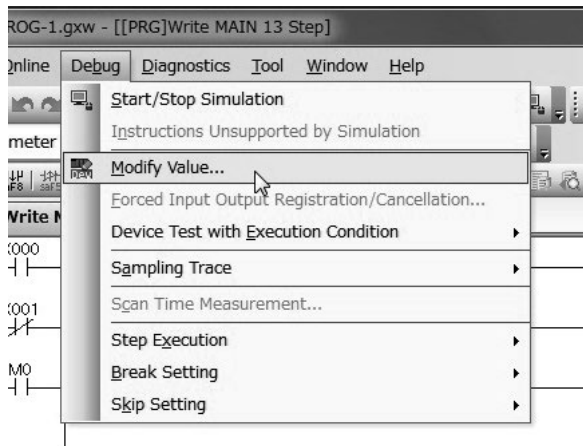 ROG-1.gxw - [[PRG]Write MAIN 13 Step]
Online Debug Diagnostics Tool Window Help
Start/Stop Simulation
Instructions Unsupported by Simulation
meter
Modify Value...
F8 saF5
Forced Input Output Registration/Cancellation...
Write M
Device Test with Execution Condition
X000
Sampling Trace
Scan Time Measurement...
X001
Step Execution
M0
Break Setting
Skip Setting